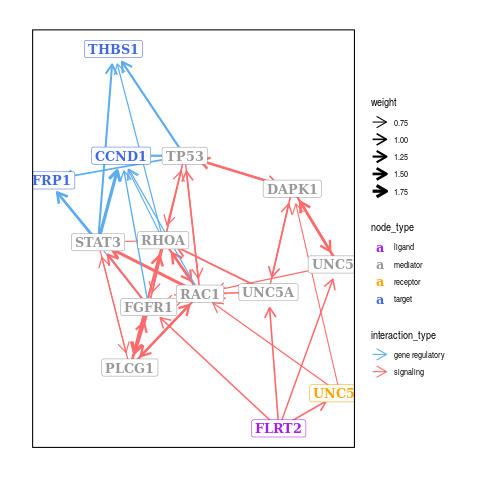 THBS1
CCND1
TP53
FRP1
DAPK1
STAT3
RHOA
UNC5
RAC1
UNC5A
FGFR1
PLCG1
UNC5
FLRT2
weight
0.75
1.00
1.25
1.50
1.75
node_type
a ligand
a mediator
a receptor
a target
interaction_type
gene regulatory
signaling